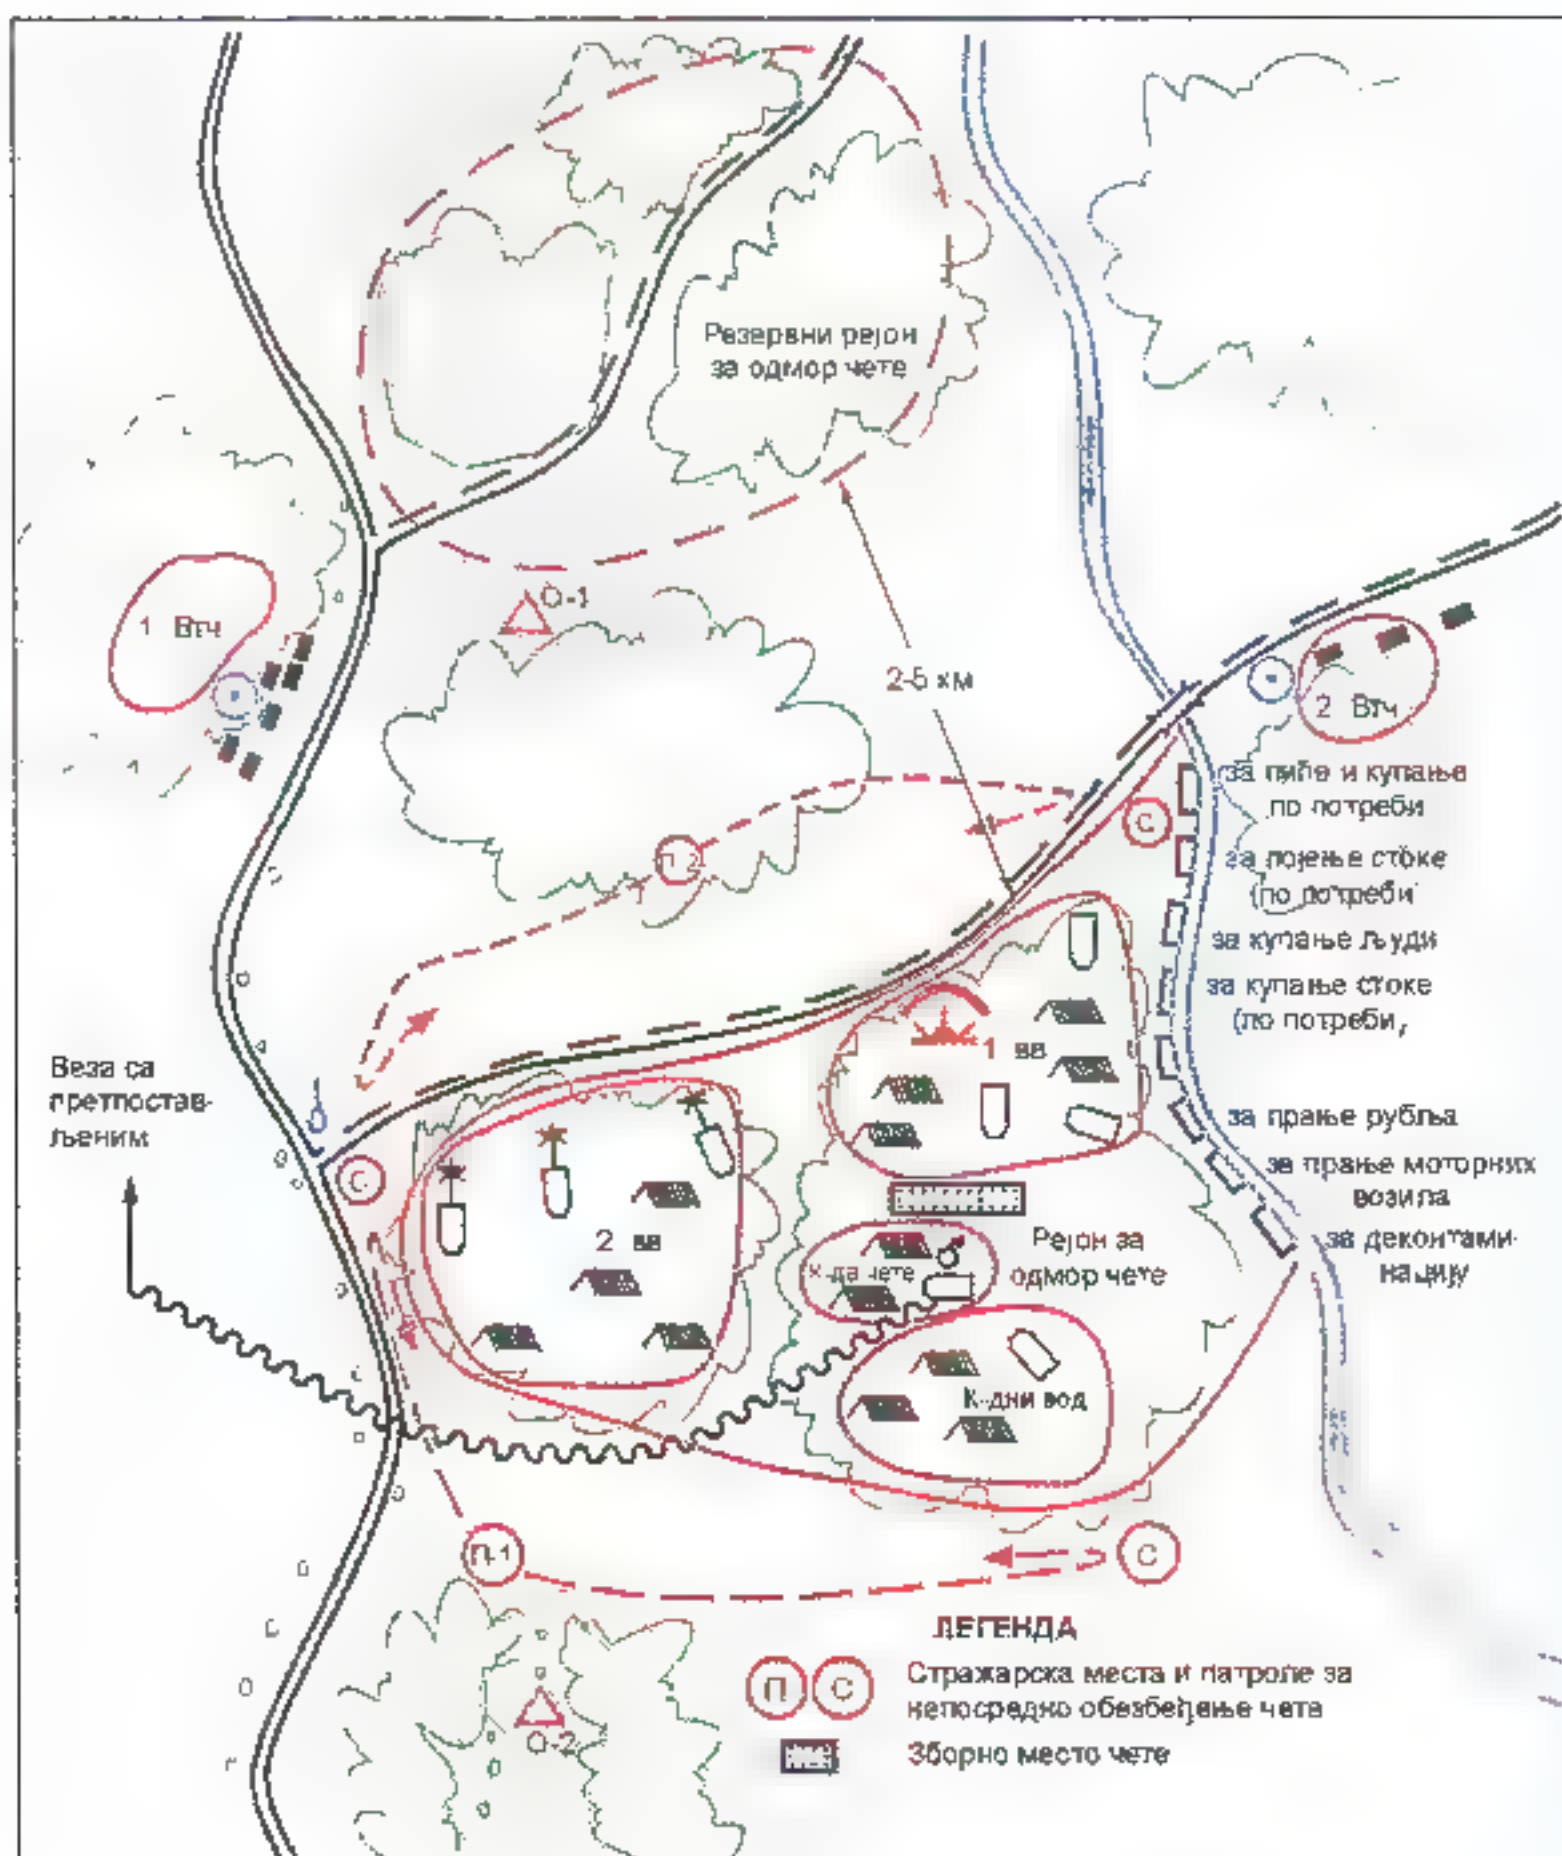 Резервни рејон
за одмор чете
О-1
1 Втч
2-5 км
2 Втч
за пиће и купање
по потреби
С
за појење стоке
(по потреби
П-2
за купање људи
за купање стоке
(по потреби,
1 вв
Веза са
претпостав-
љеним
за прање рубља
С
за прање моторних
возила
2 вв
Рејон за
одмор чете
К-да чете
за деконтами-
нацију
К-дни вод
П-1
С
ЛЕГЕНДА
П С Стражарска места и патроле за
непосредно обезбеђење чете
О-2
Зборно место чете